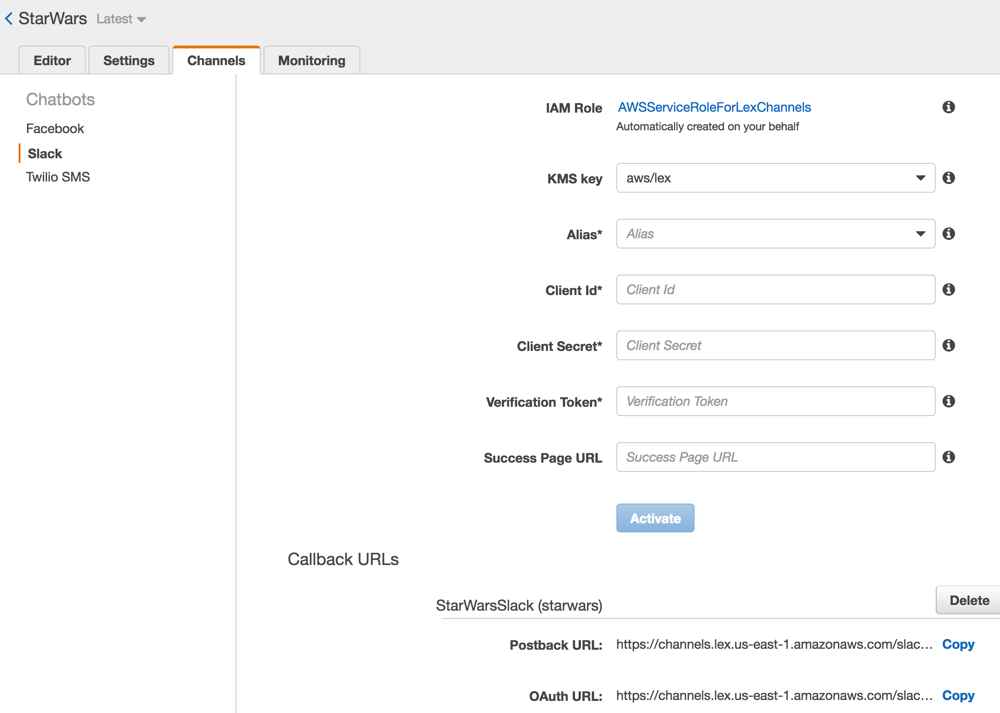 StarWars Latest
Editor Settings Channels Monitoring
Chatbots
Facebook
Slack
Twilio SMS
IAM Role AWSServiceRoleForLexChannels
Automatically created on your behalf
KMS key aws/lex
Alias* Alias
Client Id* Client Id
Client Secret* Client Secret
Verification Token* Verification Token
Success Page URL Success Page URL
Activate
Callback URLs
StarWarsSlack (starwars) Delete
Postback URL: https://channels.lex.us-east-1.amazonaws.com/slac... Copy
OAuth URL: https://channels.lex.us-east-1.amazonaws.com/slac... Copy